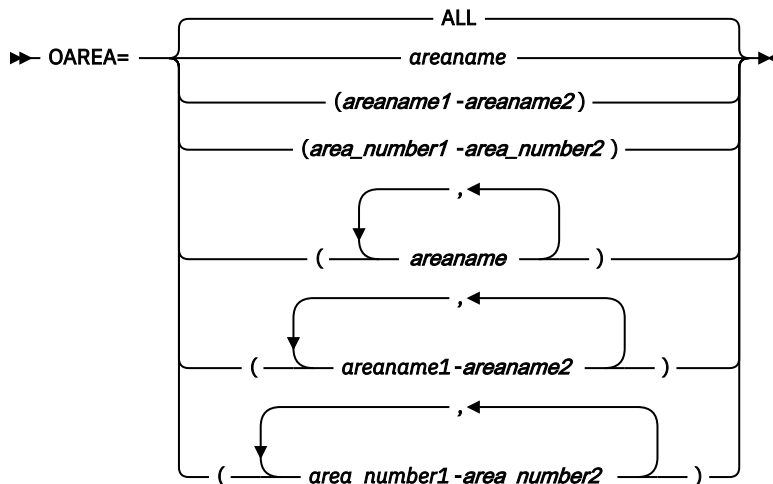 ALL
OAREA= areaname
(areaname1-areaname2)
(area_number1 -area_number2)
,
( areaname )
,
( areaname1-areaname2 )
,
( area_number1-area_number2 )